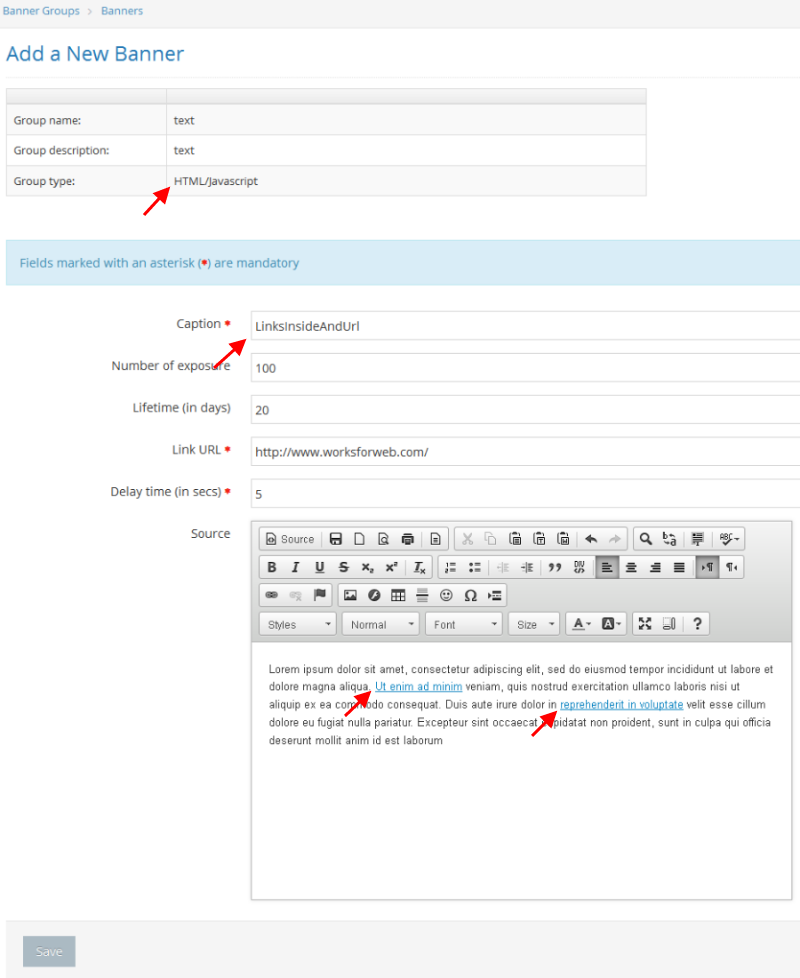 Banner Groups > Banners
Add a New Banner
Group name: text
Group description: text
Group type: HTML/Javascript
Fields marked with an asterisk (*) are mandatory
Caption * LinksInsideAndUrl
Number of exposure 100
Lifetime (in days) 20
Link URL * http://www.worksforweb.com/
Delay time (in secs) * 5
Source
Source
ABC
B I U S x₂ x² Tx
DIV
Styles Normal Font Size A A ?
Lorem ipsum dolor sit amet, consectetur adipiscing elit, sed do eiusmod tempor incididunt ut labore et
dolore magna aliqua. Ut enim ad minim veniam, quis nostrud exercitation ullamco laboris nisi ut
aliquip ex ea commodo consequat. Duis aute irure dolor in reprehenderit in voluptate velit esse cillum
dolore eu fugiat nulla pariatur. Excepteur sint occaecat cupidatat non proident, sunt in culpa qui officia
deserunt mollit anim id est laborum
Save